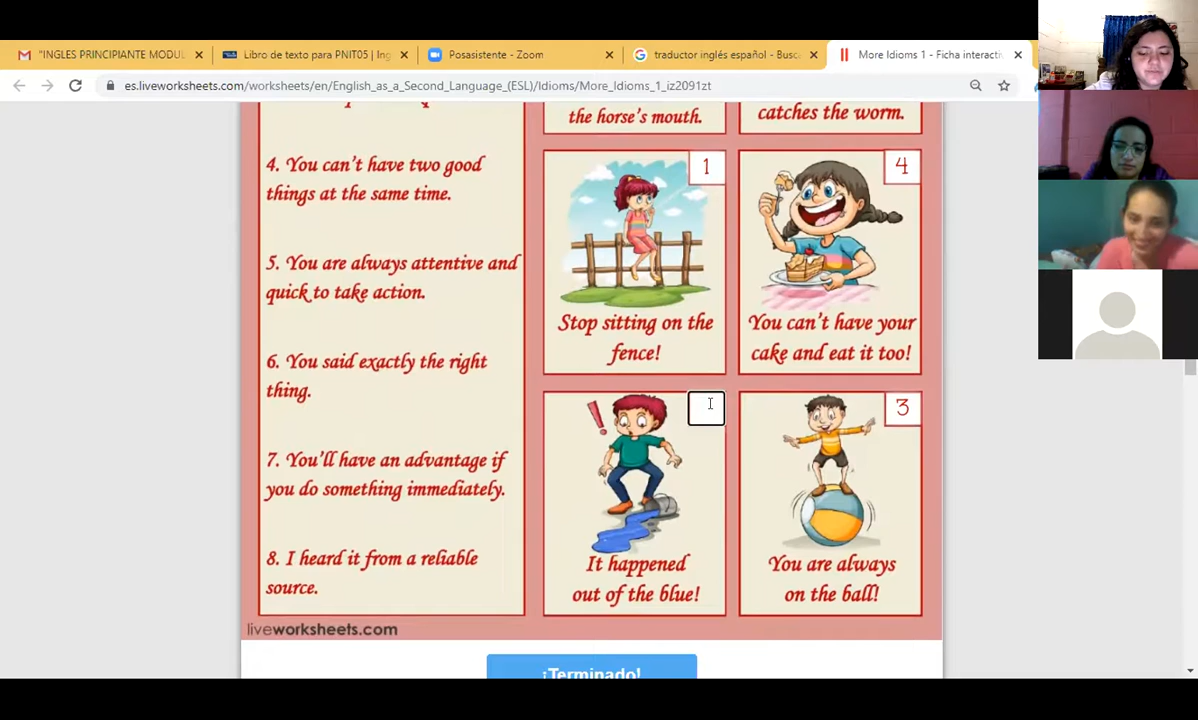 "INGLES PRINCIPIANTE MODUL
Libro de texto para PNIT05 | Ing
Posasistente - Zoom
traductor inglés español - Busca
More Idioms 1 - Ficha interactiv
es.liveworksheets.com/worksheets/en/English_as_a_Second_Language_(ESL)/Idioms/More_Idioms_1_iz2091zt
4. You can't have two good
things at the same time.
5. You are always attentive and
quick to take action.
6. You said exactly the right
thing.
7. You'll have an advantage if
you do something immediately.
8. I heard it from a reliable
source.
the horse's mouth.
catches the worm.
1
Stop sitting on the
fence!
4
You can't have your
cake and eat it too!
It happened
out of the blue!
3
You are always
on the ball!
liveworksheets.com
¡Terminado!